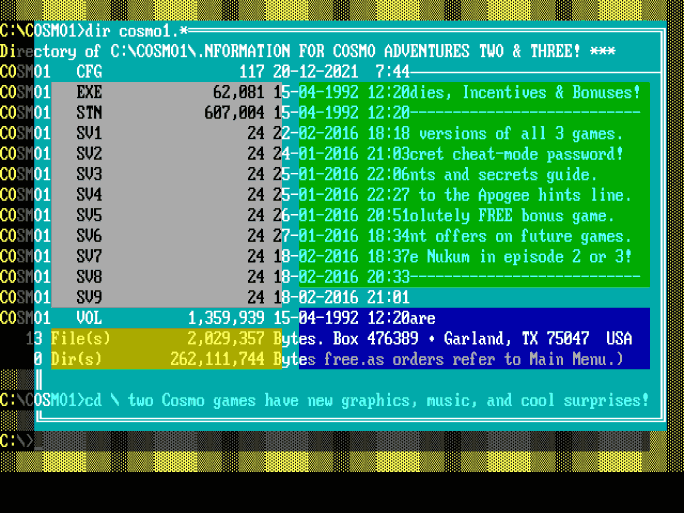 C:\COSMO1>dir cosmo1.*
Directory of C:\COSMO1\.NFORMATION FOR COSMO ADVENTURES TWO & THREE! ***
COSMO1 CFG 117 20-12-2021 7:44
COSMO1 EXE 62,081 15-04-1992 12:20dies, Incentives & Bonuses!
COSMO1 STN 607,004 15-04-1992 12:20
COSMO1 SV1 24 22-02-2016 18:18 versions of all 3 games.
COSMO1 SV2 24 24-01-2016 21:03cret cheat-mode password!
COSMO1 SV3 24 25-01-2016 22:06nts and secrets guide.
COSMO1 SV4 24 25-01-2016 22:27 to the Apogee hints line.
COSMO1 SV5 24 26-01-2016 20:51olutely FREE bonus game.
COSMO1 SV6 24 27-01-2016 18:34nt offers on future games.
COSMO1 SV7 24 18-02-2016 18:37e Nukum in episode 2 or 3!
COSMO1 SV8 24 18-02-2016 20:33
COSMO1 SV9 24 18-02-2016 21:01
COSMO1 VOL 1,359,939 15-04-1992 12:20are
13 File(s) 2,029,357 Bytes. Box 476389 • Garland, TX 75047 USA
0 Dir(s) 262,111,744 Bytes free.as orders refer to Main Menu.)
C:\COSMO1>cd \ two Cosmo games have new graphics, music, and cool surprises!
C:\>_